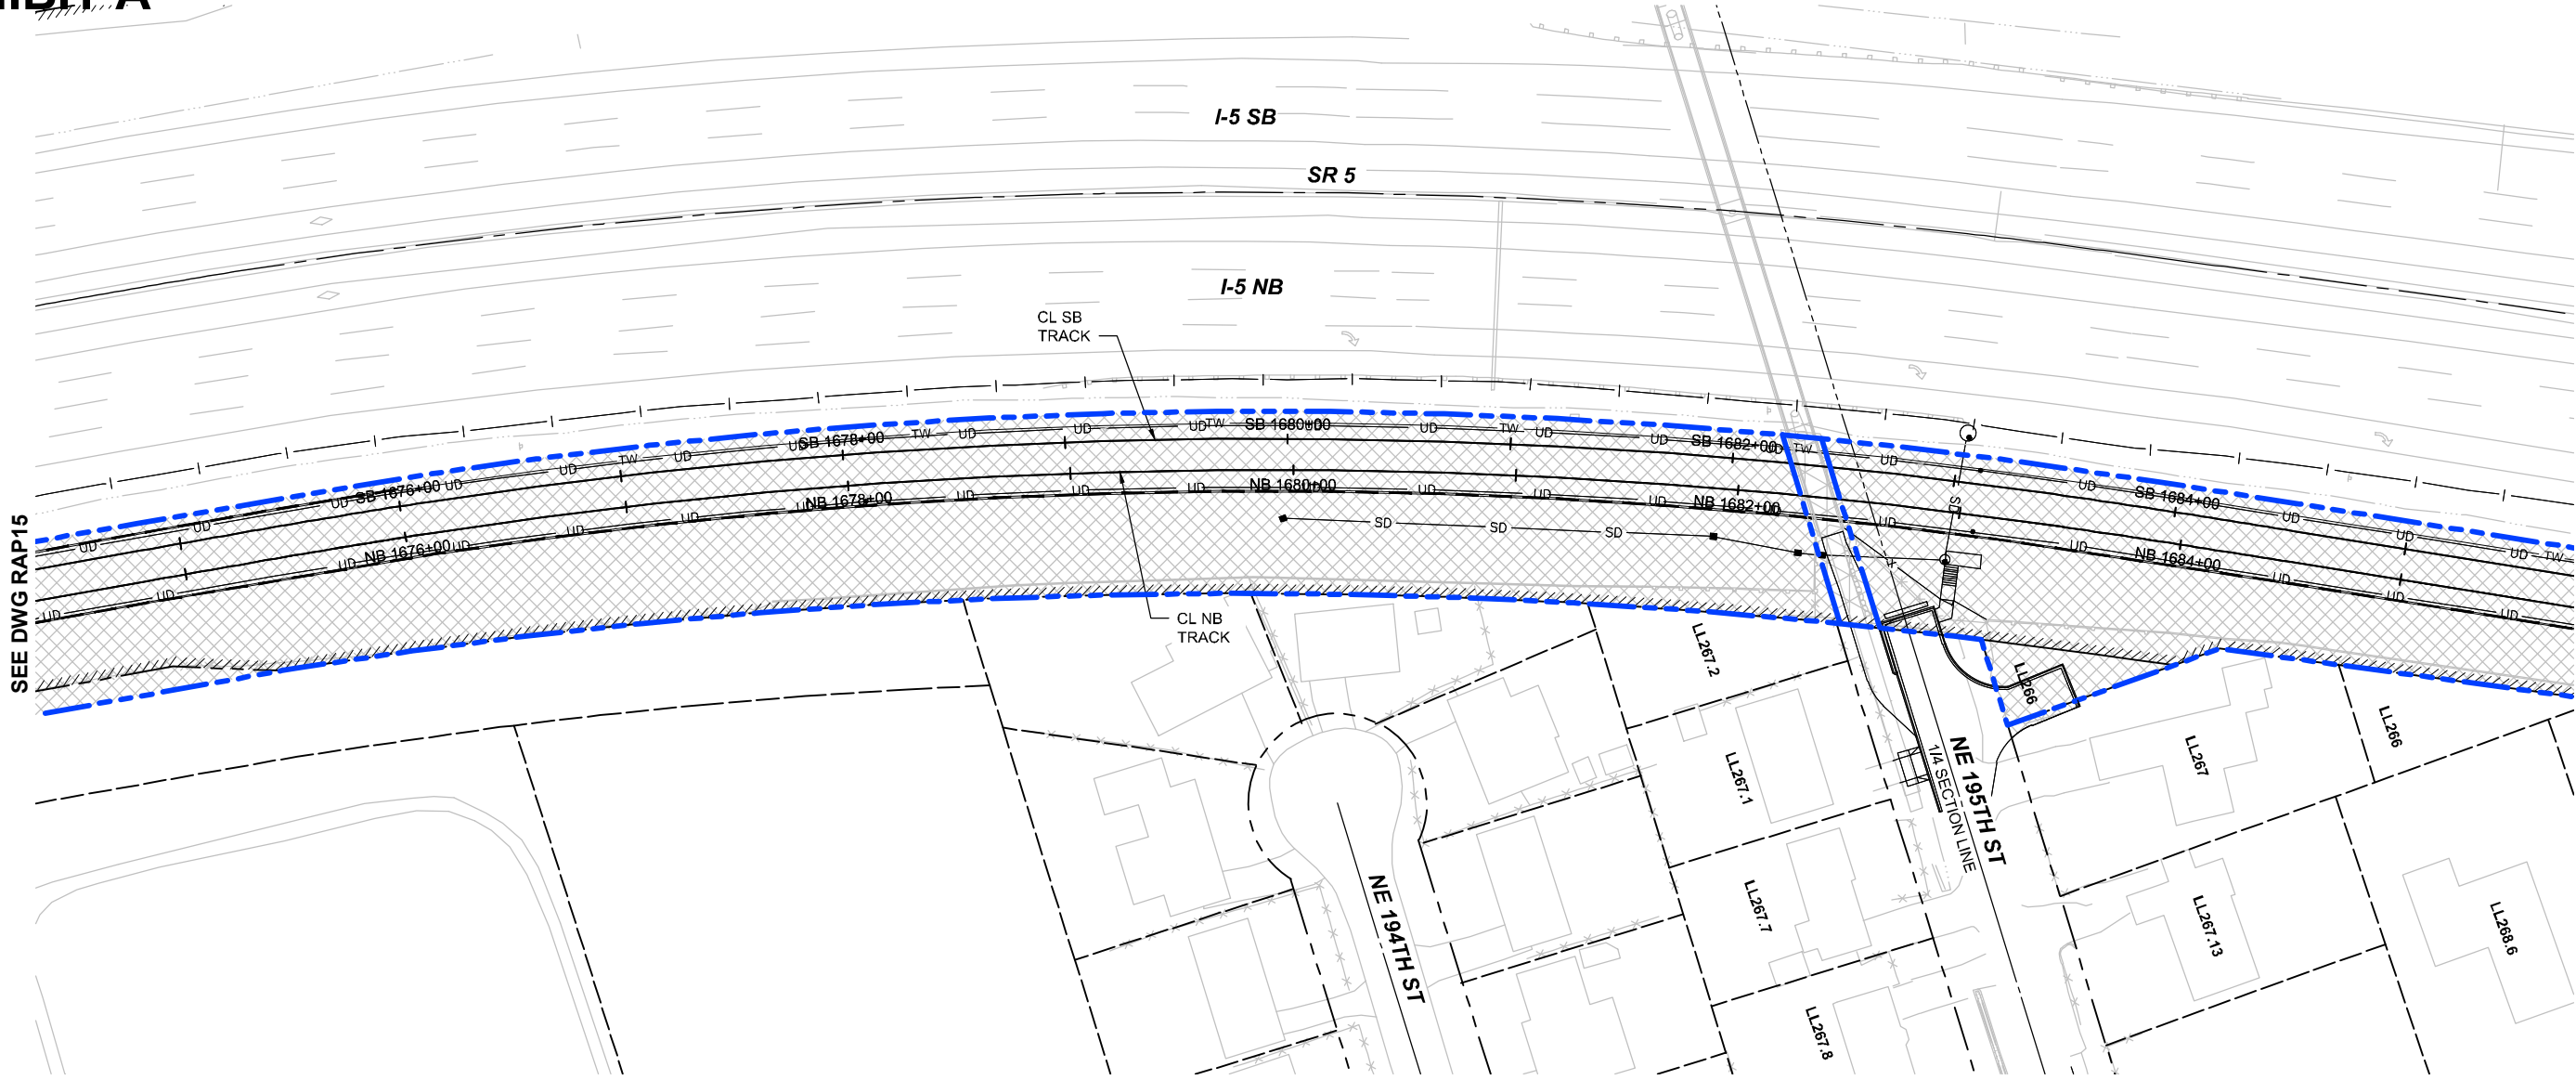 I-5 SB
SR 5
I-5 NB
CL SB
TRACK
SB 1676+00
UD
TW
SB 1678+00
SB 1680+00
SB 1682+00
SB 1684+00
NB 1676+00
NB 1678+00
NB 1680+00
NB 1682+00
NB 1684+00
SD
SD
SD
SD
CL NB
TRACK
SEE DWG RAP15
LL267.2
LL267.1
LL267.7
LL267.8
LL266
LL267
LL266
LL267.13
LL268.6
NE 194TH ST
NE 195TH ST
1/4 SECTION LINE